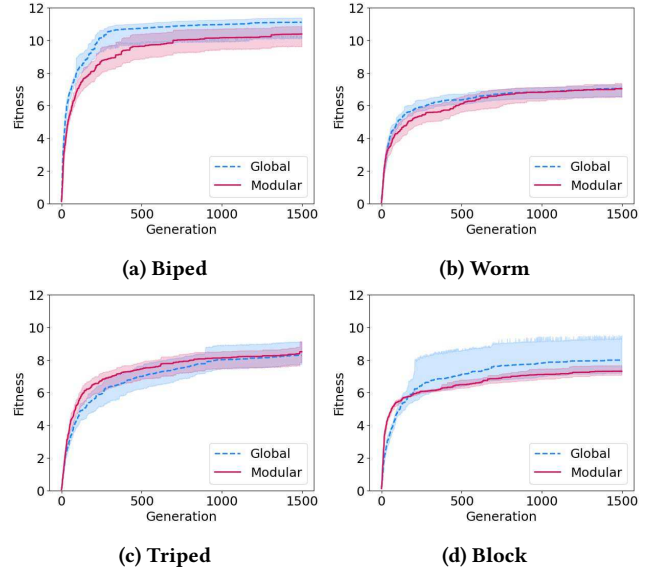 12
10
8
6
4
2
0
Fitness
Global
Modular
0 500 1000 1500
Generation
(a) Biped
12
10
8
6
4
2
0
Fitness
Global
Modular
0 500 1000 1500
Generation
(b) Worm
12
10
8
6
4
2
0
Fitness
Global
Modular
0 500 1000 1500
Generation
(c) Triped
12
10
8
6
4
2
0
Fitness
Global
Modular
0 500 1000 1500
Generation
(d) Block